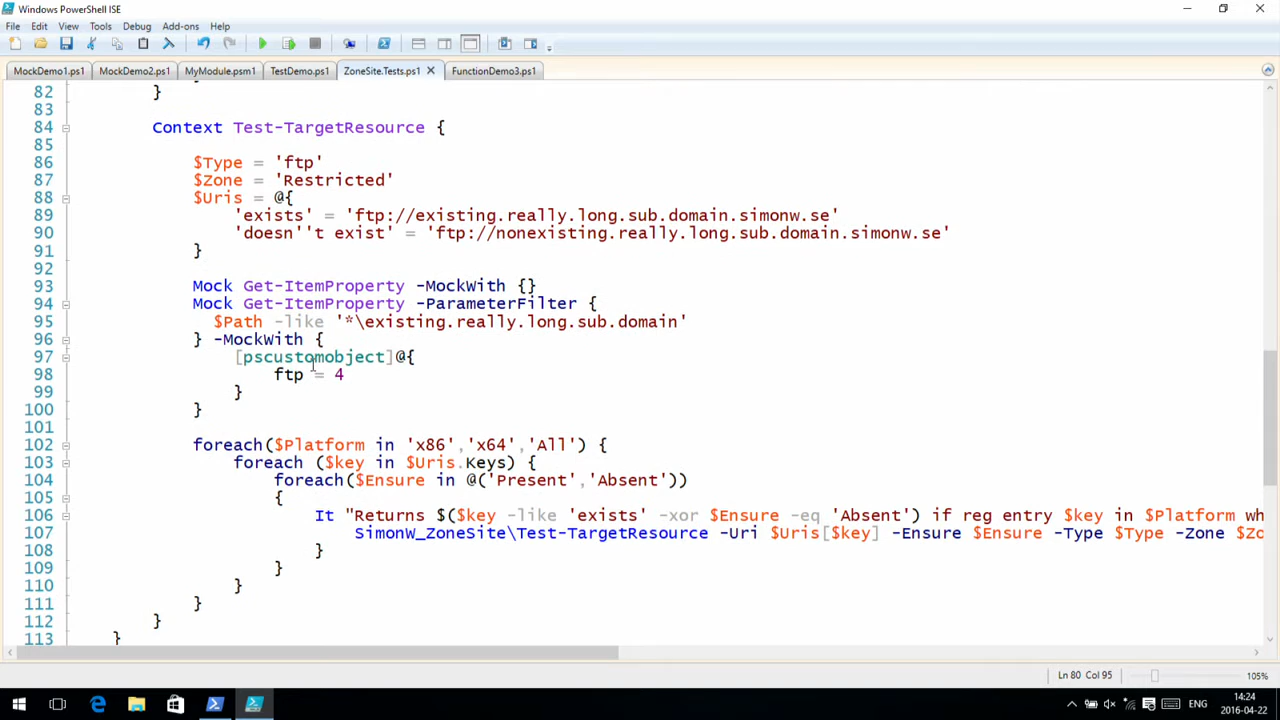 Windows PowerShell ISE
File Edit View Tools Debug Add-ons Help
MockDemo1.ps1 MockDemo2.ps1 MyModule.psm1 TestDemo.ps1 ZoneSite.Tests.ps1 FunctionDemo3.ps1
82 }
83
84 Context Test-TargetResource {
85
86 $Type = 'ftp'
87 $Zone = 'Restricted'
88 $Uris = @{
89 'exists' = 'ftp://existing.really.long.sub.domain.simonw.se'
90 'doesn''t exist' = 'ftp://nonexisting.really.long.sub.domain.simonw.se'
91 }
92
93 Mock Get-ItemProperty -MockWith {}
94 Mock Get-ItemProperty -ParameterFilter {
95 $Path -like '*\existing.really.long.sub.domain'
96 } -MockWith {
97 [pscustomobject]@{
98 ftp = 4
99 }
100 }
101
102 foreach($Platform in 'x86','x64','All') {
103 foreach ($key in $Uris.Keys) {
104 foreach($Ensure in @('Present','Absent'))
105 {
106 It "Returns $($key -like 'exists' -xor $Ensure -eq 'Absent') if reg entry $key in $Platform wh
107 SimonW_ZoneSite\Test-TargetResource -Uri $Uris[$key] -Ensure $Ensure -Type $Type -Zone $Zo
108 }
109 }
110 }
111 }
112 }
113 }
Ln 80 Col 95 105%
ENG 14:24
2016-04-22